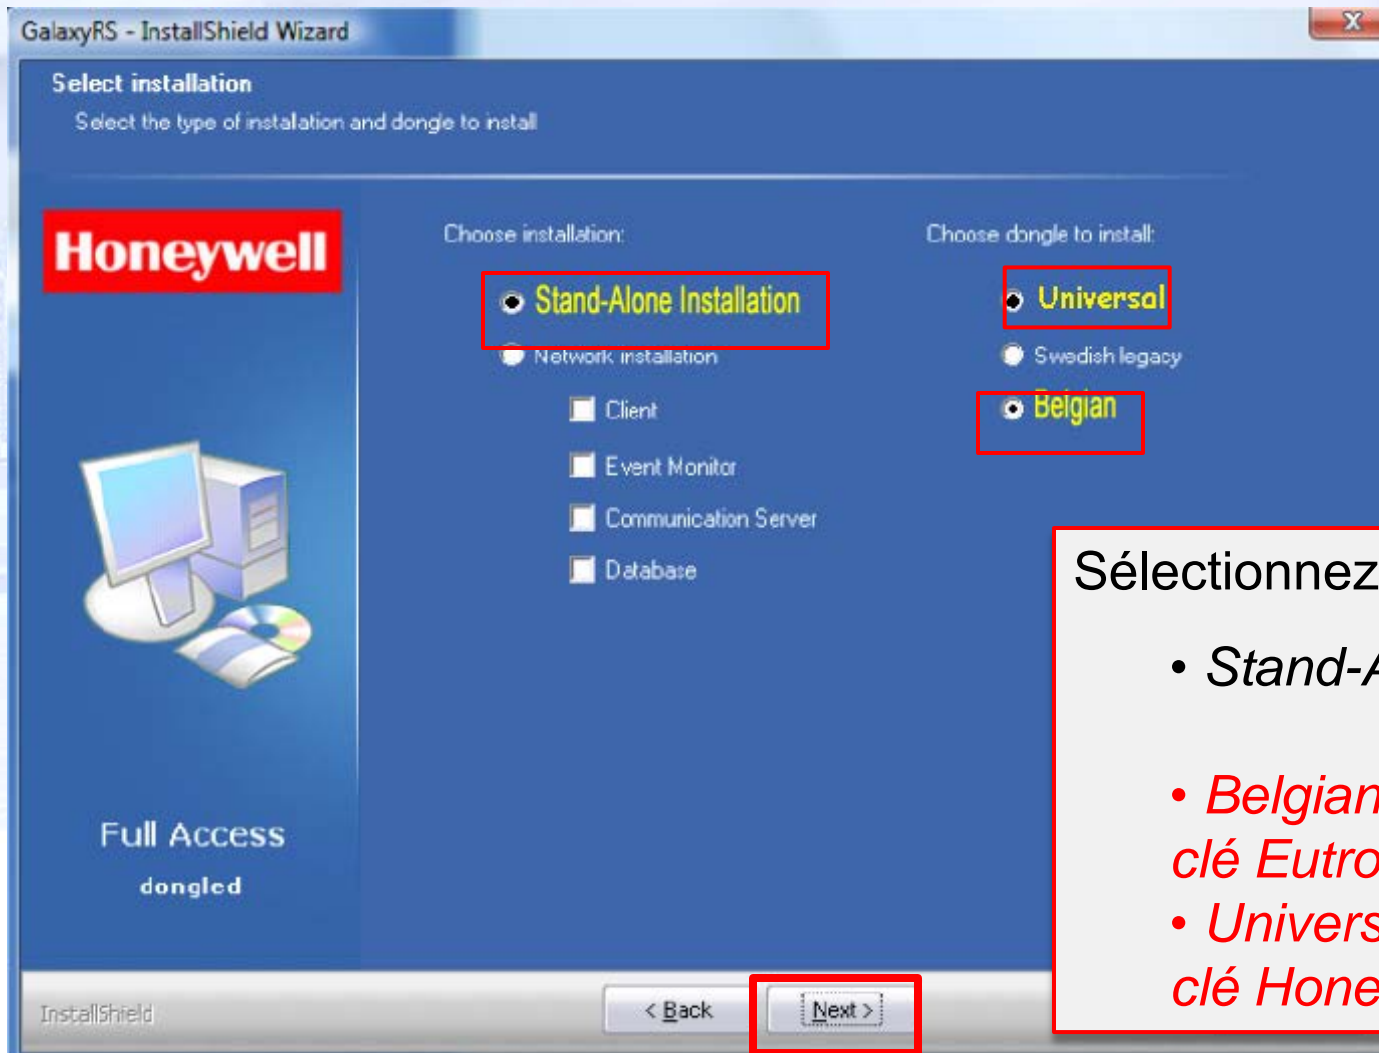 GalaxyRS - InstallShield Wizard
Select installation
Select the type of instalation and dongle to install
Honeywell
Choose installation:
Stand-Alone Installation
Network installation
Client
Event Monitor
Communication Server
Database
Choose dongle to install:
Universal
Swedish legacy
Belgian
Full Access
dongled
InstallShield
< Back
Next >
Sélectionnez
• Stand-A
• Belgian
clé Eutro
• Univers
clé Hone